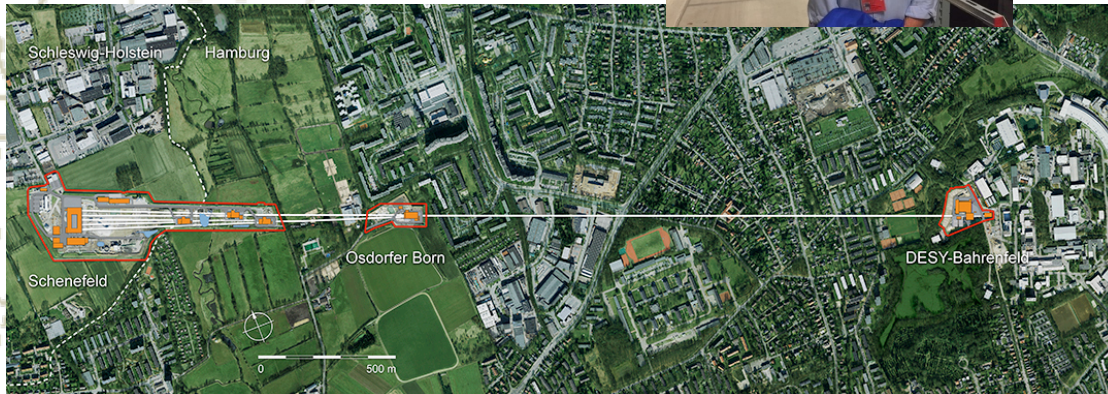 Schleswig-Holstein
Hamburg
Osdorfer Born
DESY-Bahrenfeld
Schenefeld
0
500 m